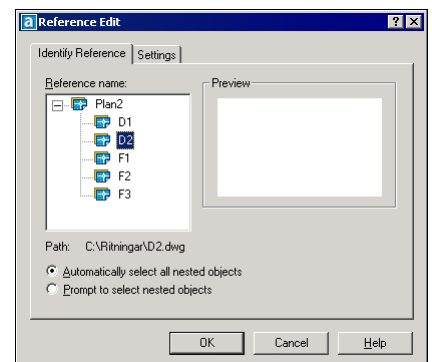 a Reference Edit
Identify Reference Settings
Reference name:
Preview
Plan2
D1
D2
F1
F2
F3
Path: C:\Ritningar\D2.dwg
Automatically select all nested objects
Prompt to select nested objects
OK Cancel Help